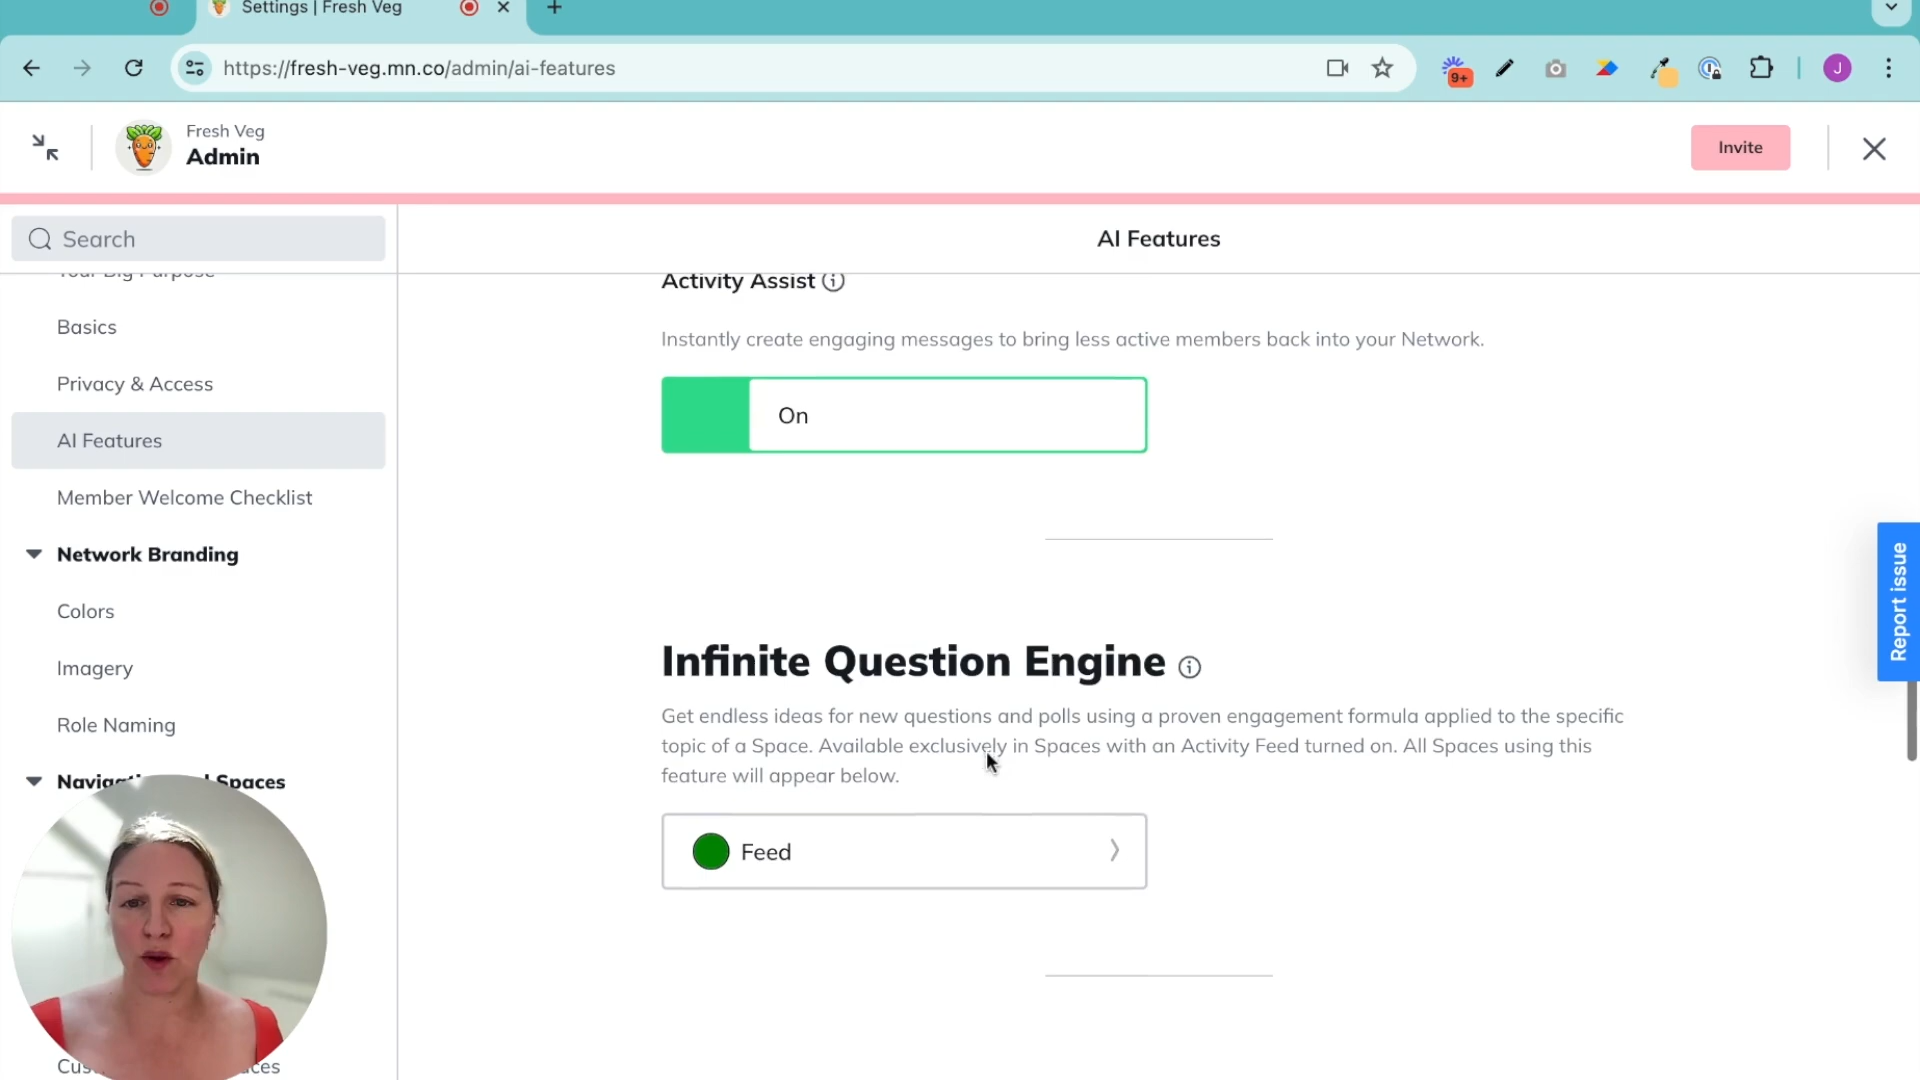 Settings | Fresh Veg
https://fresh-veg.mn.co/admin/ai-features
9+
J
Fresh Veg
Admin
Invite
Search
AI Features
Your Big Purpose
Basics
Privacy & Access
AI Features
Member Welcome Checklist
Network Branding
Colors
Imagery
Role Naming
Spaces
Activity Assist
Instantly create engaging messages to bring less active members back into your Network.
On
Infinite Question Engine
Get endless ideas for new questions and polls using a proven engagement formula applied to the specific
topic of a Space. Available exclusively in Spaces with an Activity Feed turned on. All Spaces using this
feature will appear below.
Feed
Report issue